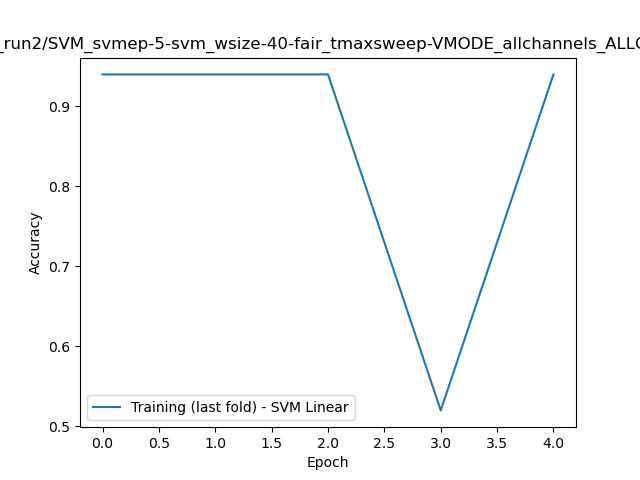 _run2/SVM_svmep-5-svm_wsize-40-fair_tmaxsweep-VMODE_allchannels_ALLC
0.9
0.8
0.7
0.6
0.5
Accuracy
Training (last fold) - SVM Linear
0.0 0.5 1.0 1.5 2.0 2.5 3.0 3.5 4.0
Epoch